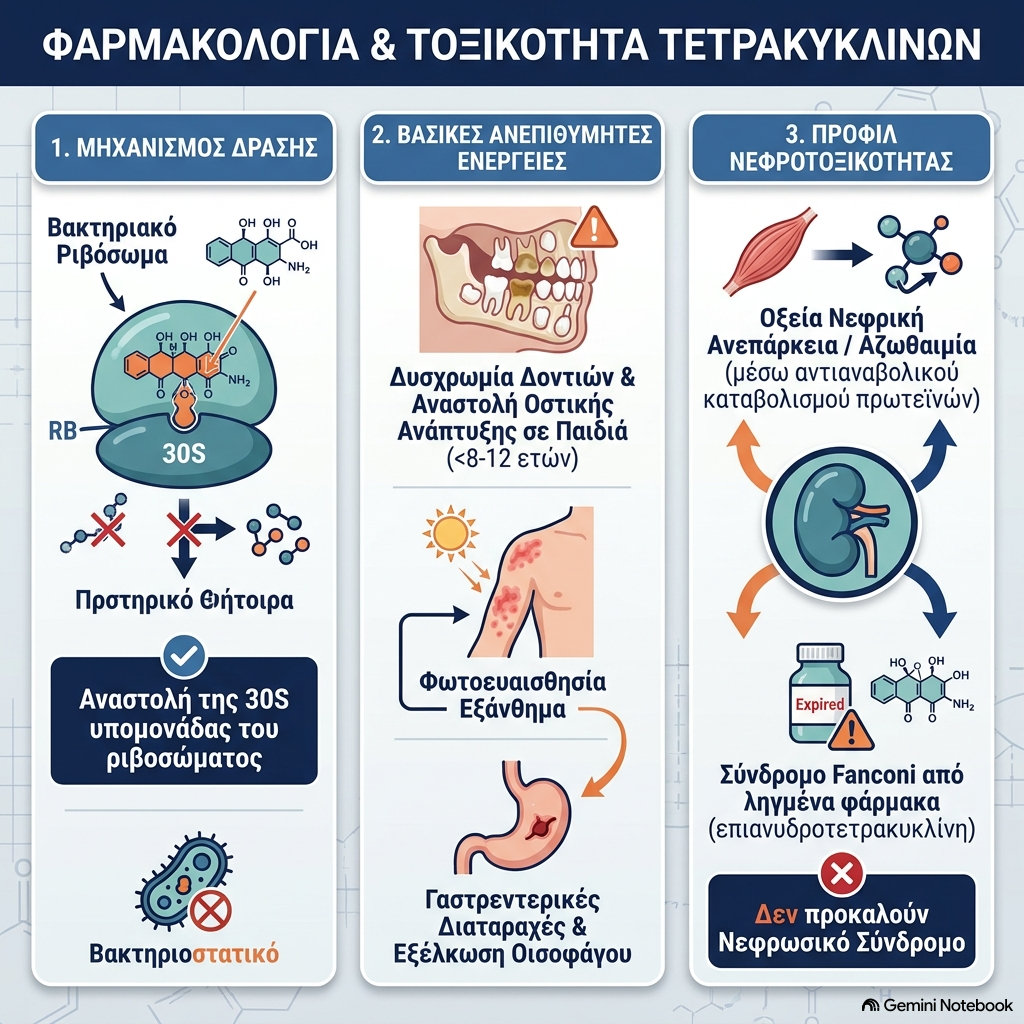 ΦΑΡΜΑΚΟΛΟΓΙΑ & ΤΟΞΙΚΟΤΗΤΑ ΤΕΤΡΑΚΥΚΛΙΝΩΝ
1. ΜΗΧΑΝΙΣΜΟΣ ΔΡΑΣΗΣ
Βακτηριακό
Ριβόσωμα
OH OH O
OH
NH₂
O OH
OH OH OH
N
O
NH₂
O O O
RB
30S
Πρστηρικό Θήτοιρα
Αναστολή της 30S
υπομονάδας του
ριβοσώματος
Βακτηριοστατικό
2. ΒΑΣΙΚΕΣ ΑΝΕΠΙΘΥΜΗΤΕΣ
ΕΝΕΡΓΕΙΕΣ
Δυσχρωμία Δοντιών &
Αναστολή Οστικής
Ανάπτυξης σε Παιδιά
(<8-12 ετών)
Φωτοευαισθησία
Εξάνθημα
Γαστρεντερικές
Διαταραχές &
Εξέλκωση Οισοφάγου
3. ΠΡΟΦΙΛ
ΝΕΦΡΟΤΟΞΙΚΟΤΗΤΑΣ
Οξεία Νεφρική
Ανεπάρκεια / Αζωθαιμία
(μέσω αντιαναβολικού
καταβολισμού πρωτεϊνών)
Expired
HO O OH
OH
NH₂
O O
Σύνδρομο Fanconi από
ληγμένα φάρμακα
(επιανυδροτετρακυκλίνη)
Δεν προκαλούν
Νεφρωσικό Σύνδρομο
Gemini Notebook